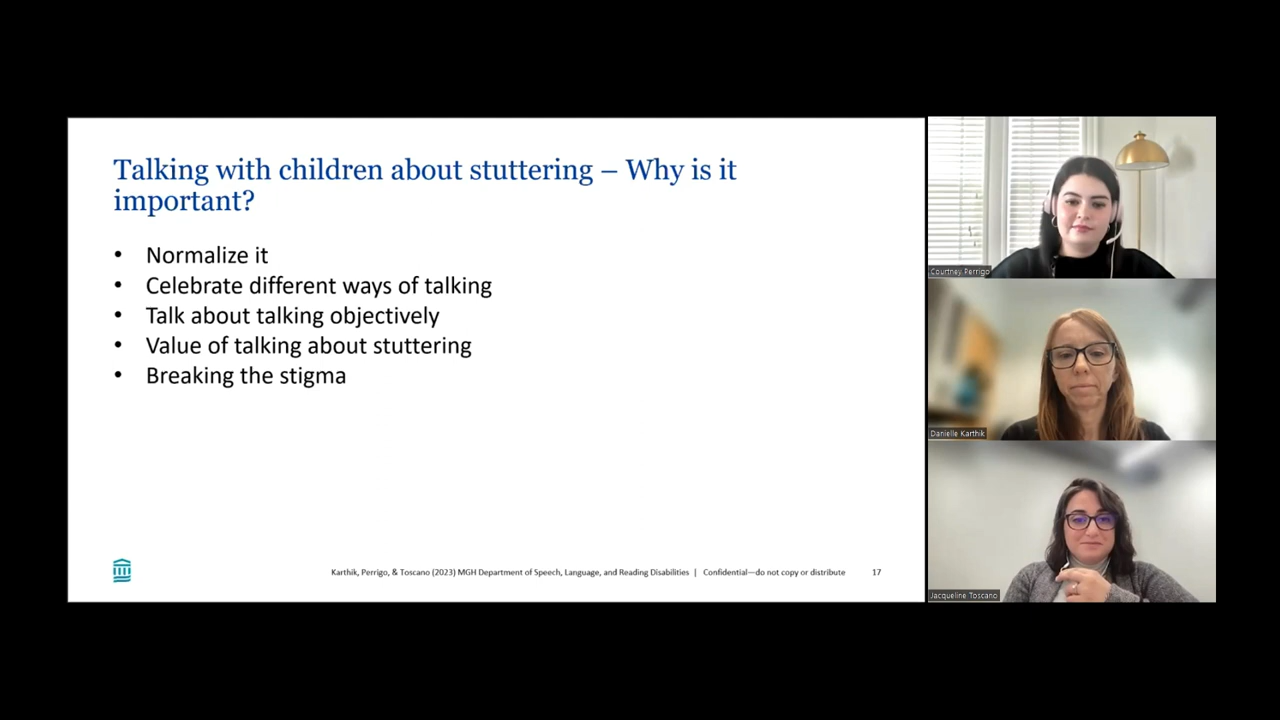 Talking with children about stuttering – Why is it
important?
• Normalize it
• Celebrate different ways of talking
• Talk about talking objectively
• Value of talking about stuttering
• Breaking the stigma
Karthik, Perrigo, & Toscano (2023) MGH Department of Speech, Language, and Reading Disabilities | Confidential—do not copy or distribute 17
Courtney Perrigo
Danielle Karthik
Jacqueline Toscano